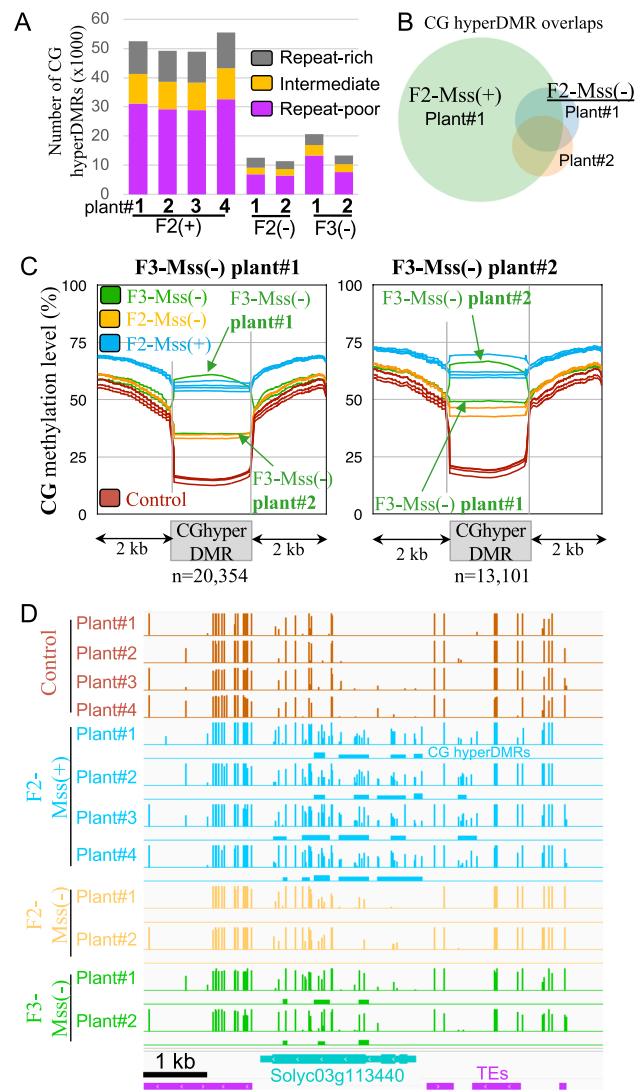 A
Number of CG
hyperDMRs (x1000)
60
50
40
30
20
10
0
Repeat-rich
Intermediate
Repeat-poor
plant# 1 2 3 4 1 2 1 2
F2(+) F2(-) F3(-)
B CG hyperDMR overlaps
F2-Mss(+)
Plant#1
F2-Mss(-)
Plant#1
Plant#2
C F3-Mss(-) plant#1 F3-Mss(-) plant#2
CG methylation level (%)
100
75
50
25
0
F3-Mss(-)
F2-Mss(-)
F2-Mss(+)
F3-Mss(-)
plant#1
F3-Mss(-)
plant#2
Control
2 kb
CGhyper
DMR
2 kb
n=20,354
100
75
50
25
0
F3-Mss(-) plant#2
F3-Mss(-) plant#1
2 kb
CGhyper
DMR
2 kb
n=13,101
D
Control
Plant#1
Plant#2
Plant#3
Plant#4
F2-
Mss(+)
Plant#1
CG hyperDMRs
Plant#2
Plant#3
Plant#4
F2-
Mss(-)
Plant#1
Plant#2
F3-
Mss(-)
Plant#1
Plant#2
1 kb
Solyc03g113440
TEs